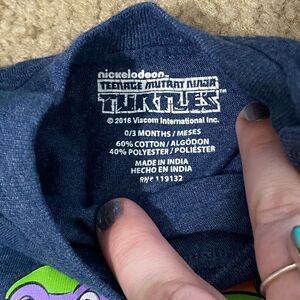 nickelodeon™
TEENAGE MUTANT NINJA
TURTLES
© 2016 Viacom International Inc.
0/3 MONTHS / MESES
60% COTTON / ALGODÓN
40% POLYESTER / POLIÉSTER
MADE IN INDIA
HECHO EN INDIA
RN# 119132